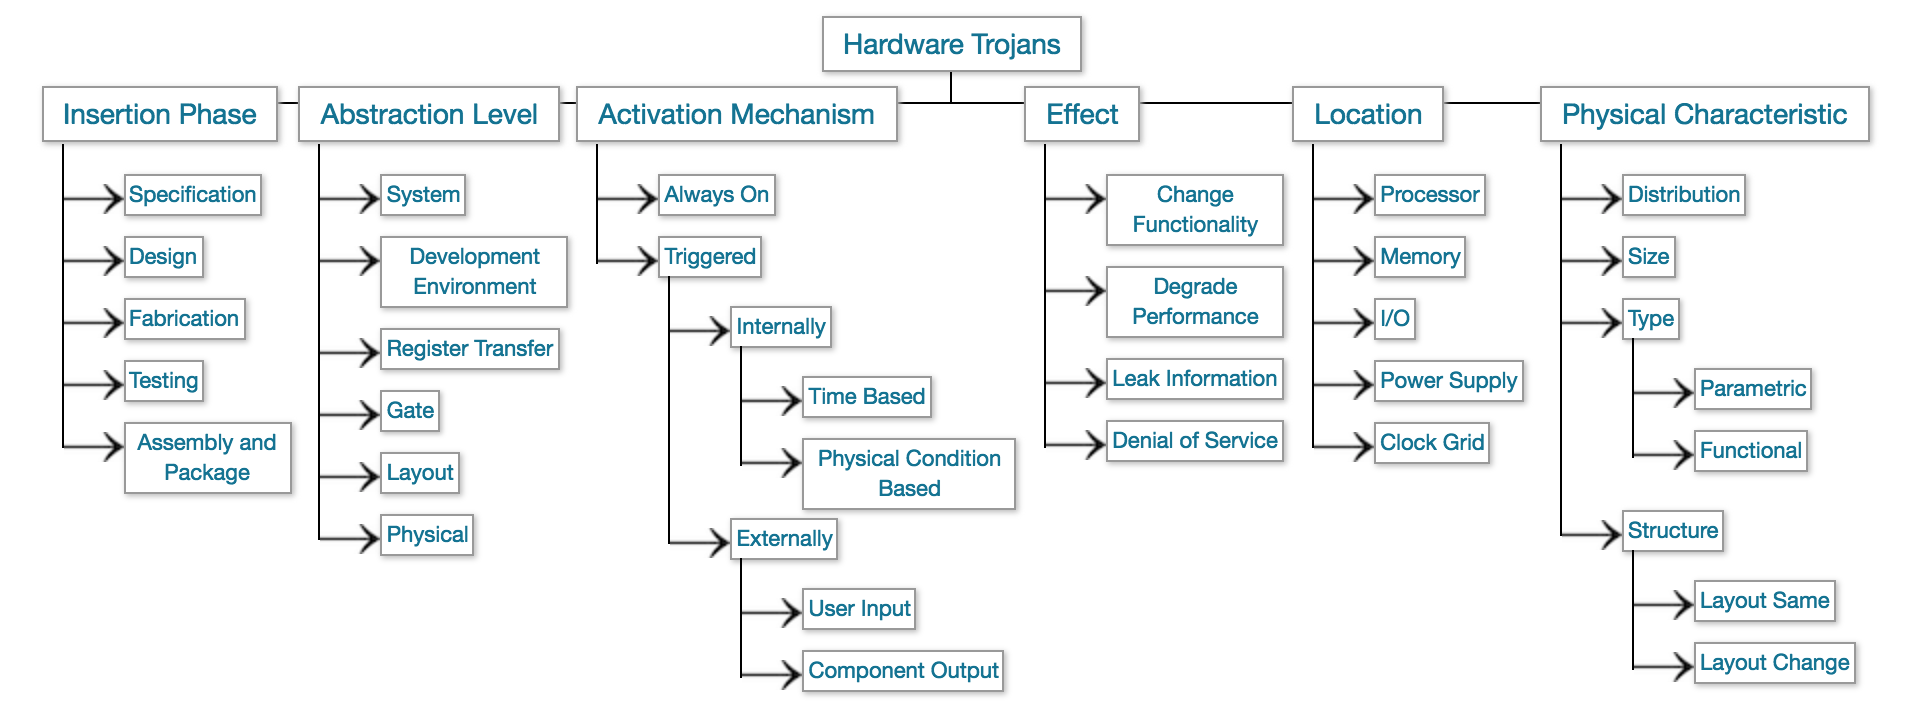 Hardware Trojans
Insertion Phase
Specification
Design
Fabrication
Testing
Assembly and
Package
Abstraction Level
System
Development
Environment
Register Transfer
Gate
Layout
Physical
Activation Mechanism
Always On
Triggered
Internally
Time Based
Physical Condition
Based
Externally
User Input
Component Output
Effect
Change
Functionality
Degrade
Performance
Leak Information
Denial of Service
Location
Processor
Memory
I/O
Power Supply
Clock Grid
Physical Characteristic
Distribution
Size
Type
Parametric
Functional
Structure
Layout Same
Layout Change